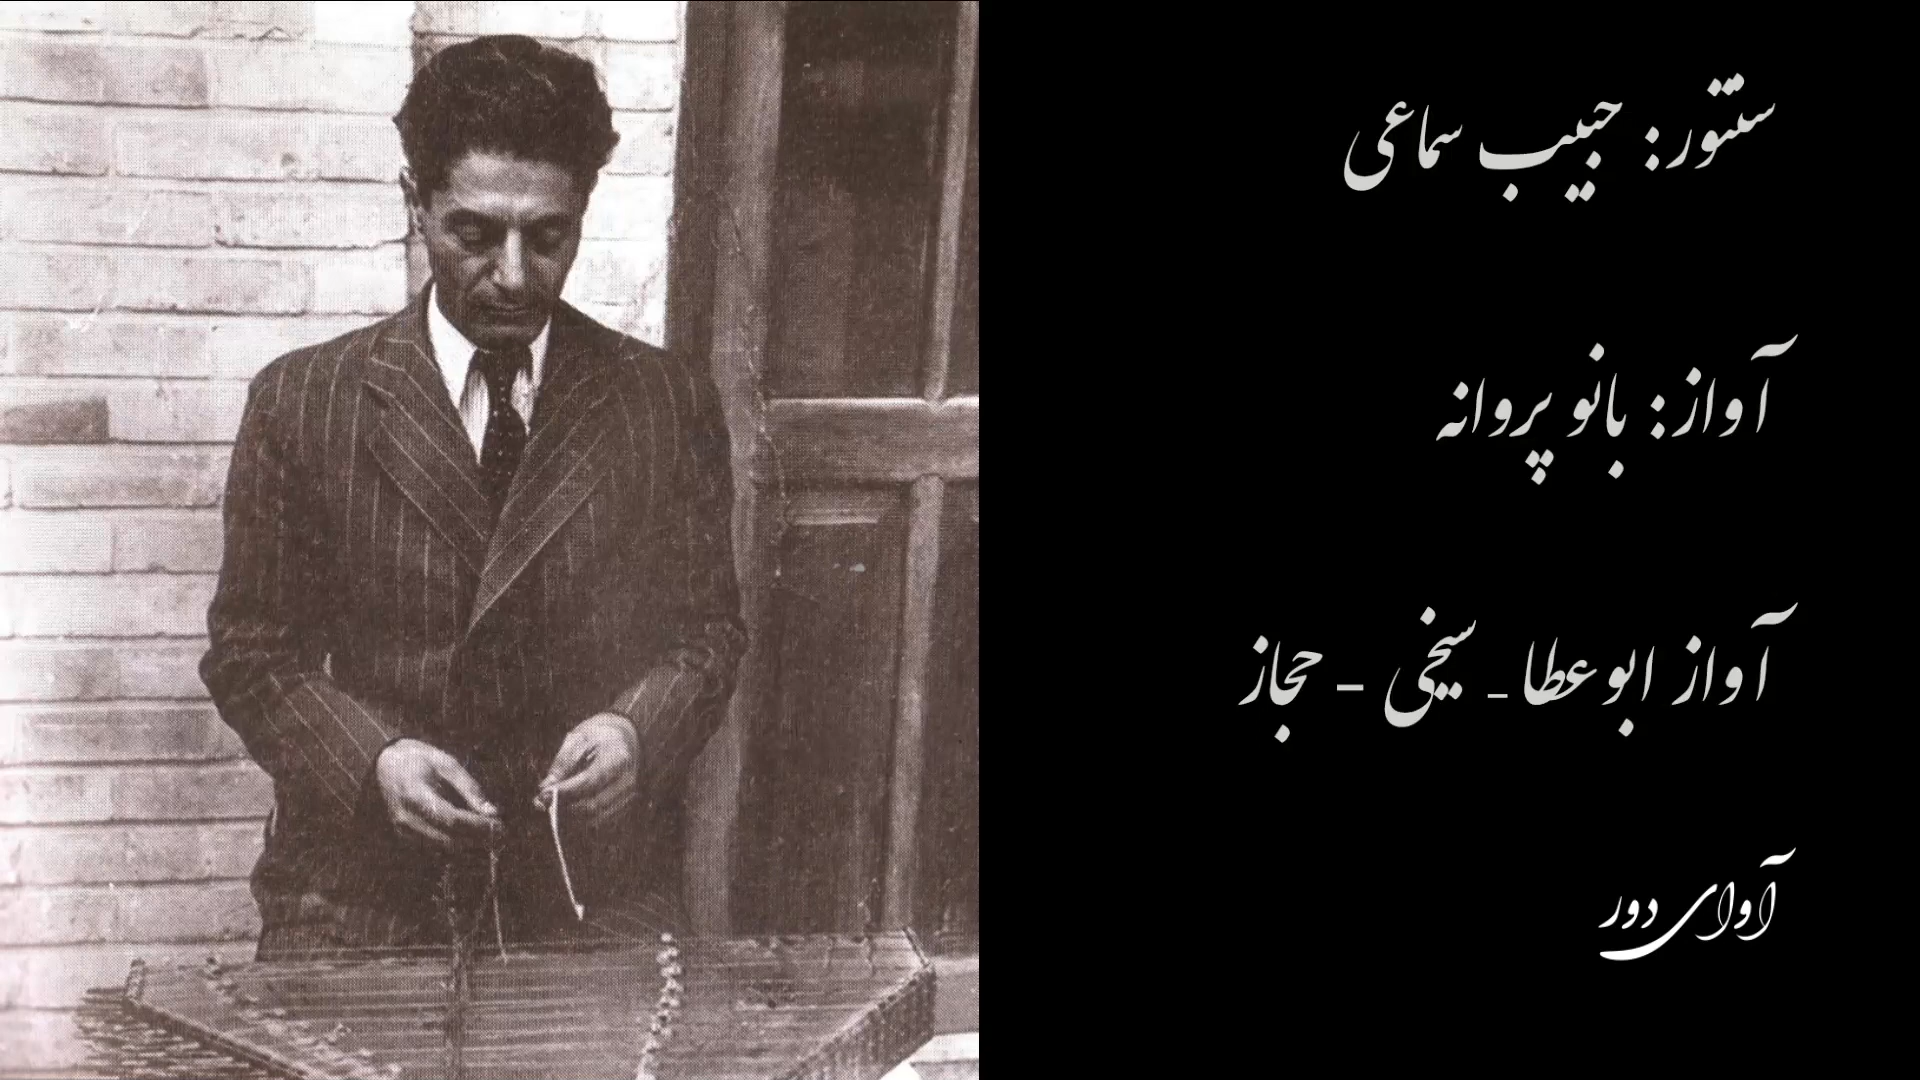 سنتور: حبیب سماعی
آواز: بانو پروانه
آواز ابوعطا - سیخی - حجاز
آوای دور